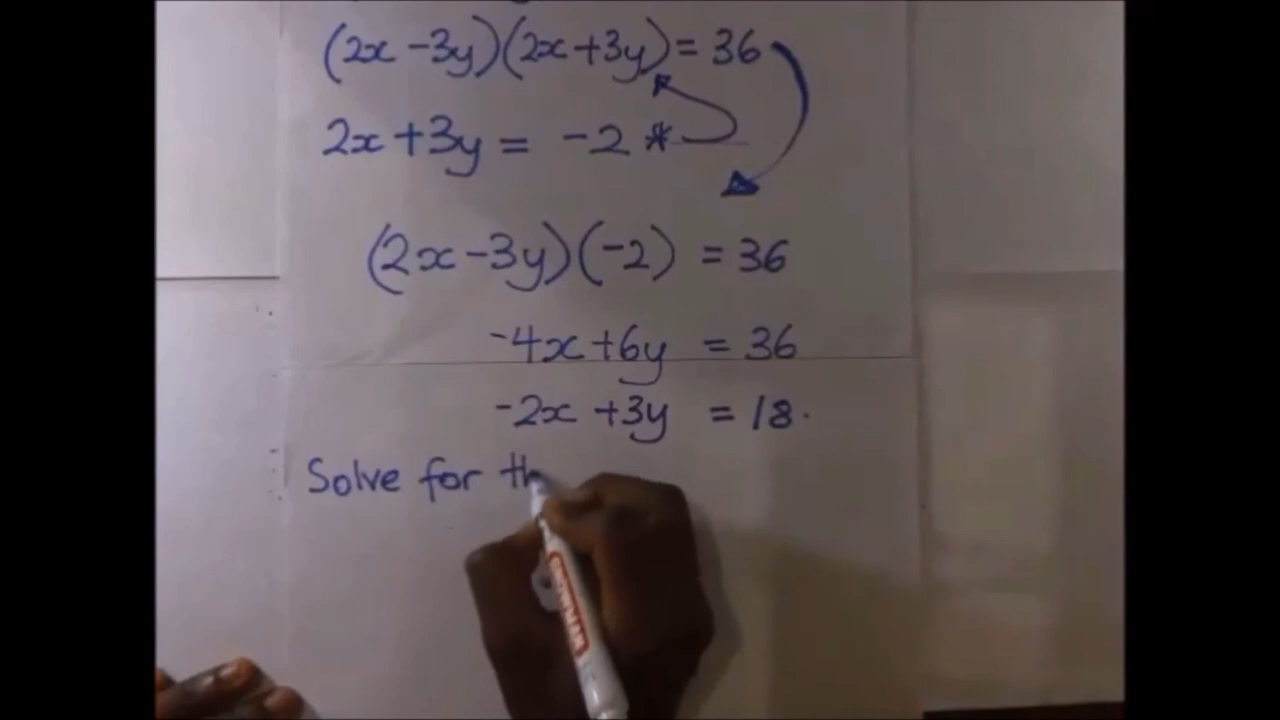 (2x -3y)(2x+3y) = 36
2x +3y = -2 *
(2x -3y)(-2) = 36
-4x+6y = 36
-2x +3y = 18.
Solve for th